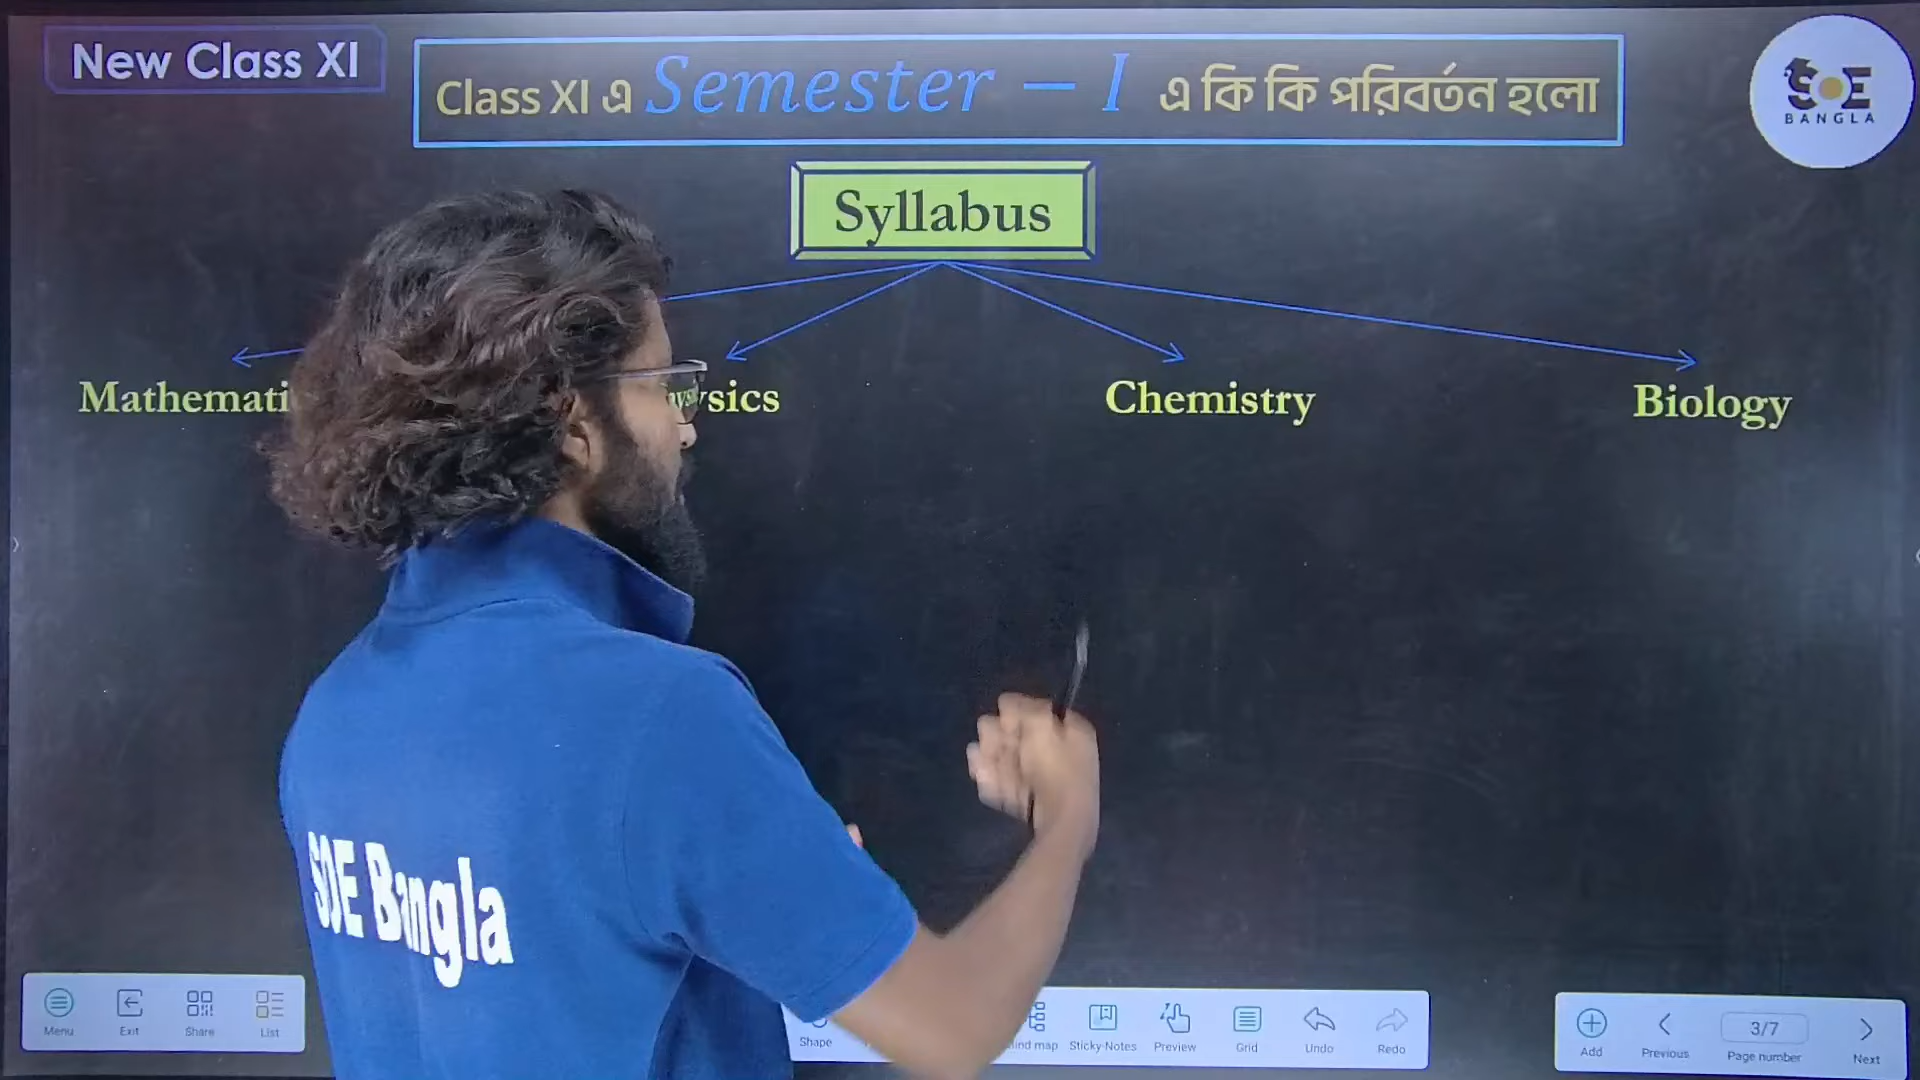 New Class XI
Class XI এ Semester – I এ কি কি পরিবর্তন হলো
SOE
BANGLA
Syllabus
Chemistry
Biology
SOE Bangla
Menu
Exit
Share
List
Shape
Sticky-Notes
Preview
Grid
Undo
Redo
Add
Previous
3/7
Page number
Next